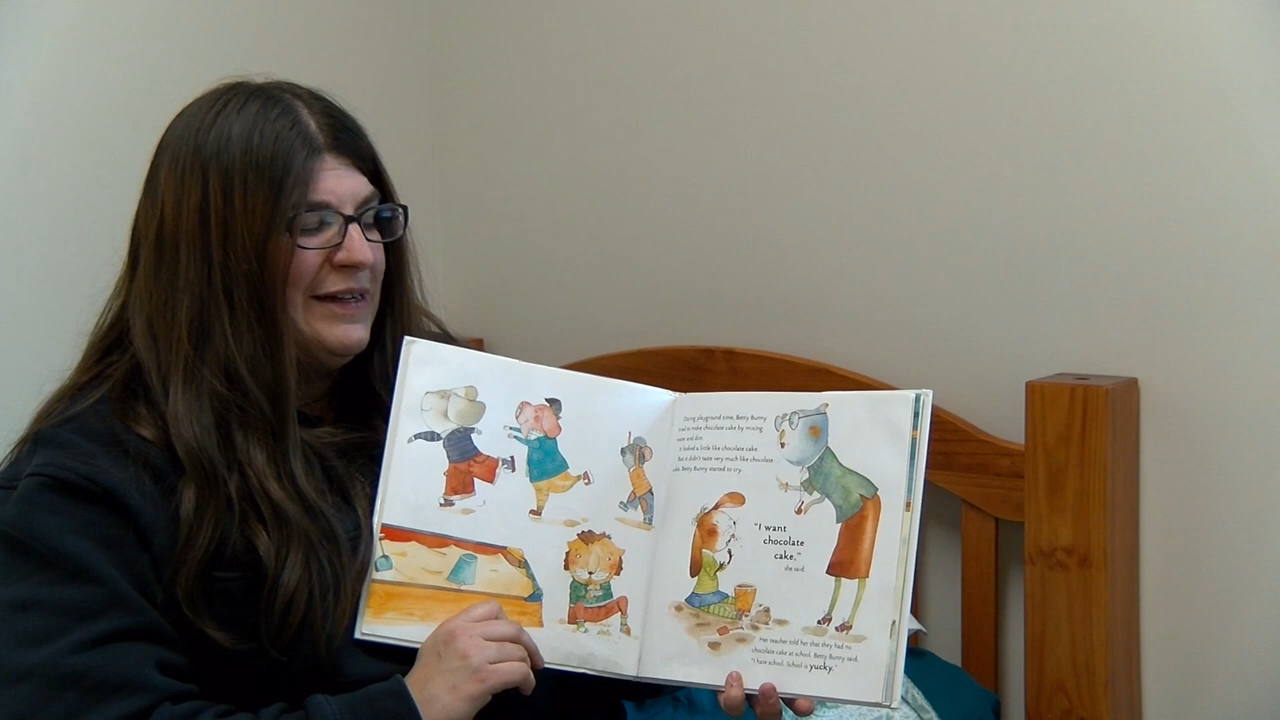 During playground time, Betty Bunny
tried to make chocolate cake by mixing
water and dirt.
It looked a little like chocolate cake.
But it didn't taste very much like chocolate
cake. Betty Bunny started to cry.
"I want
chocolate
cake,"
she said.
Her teacher told her that they had no
chocolate cake at school. Betty Bunny said,
"I hate school. School is yucky."